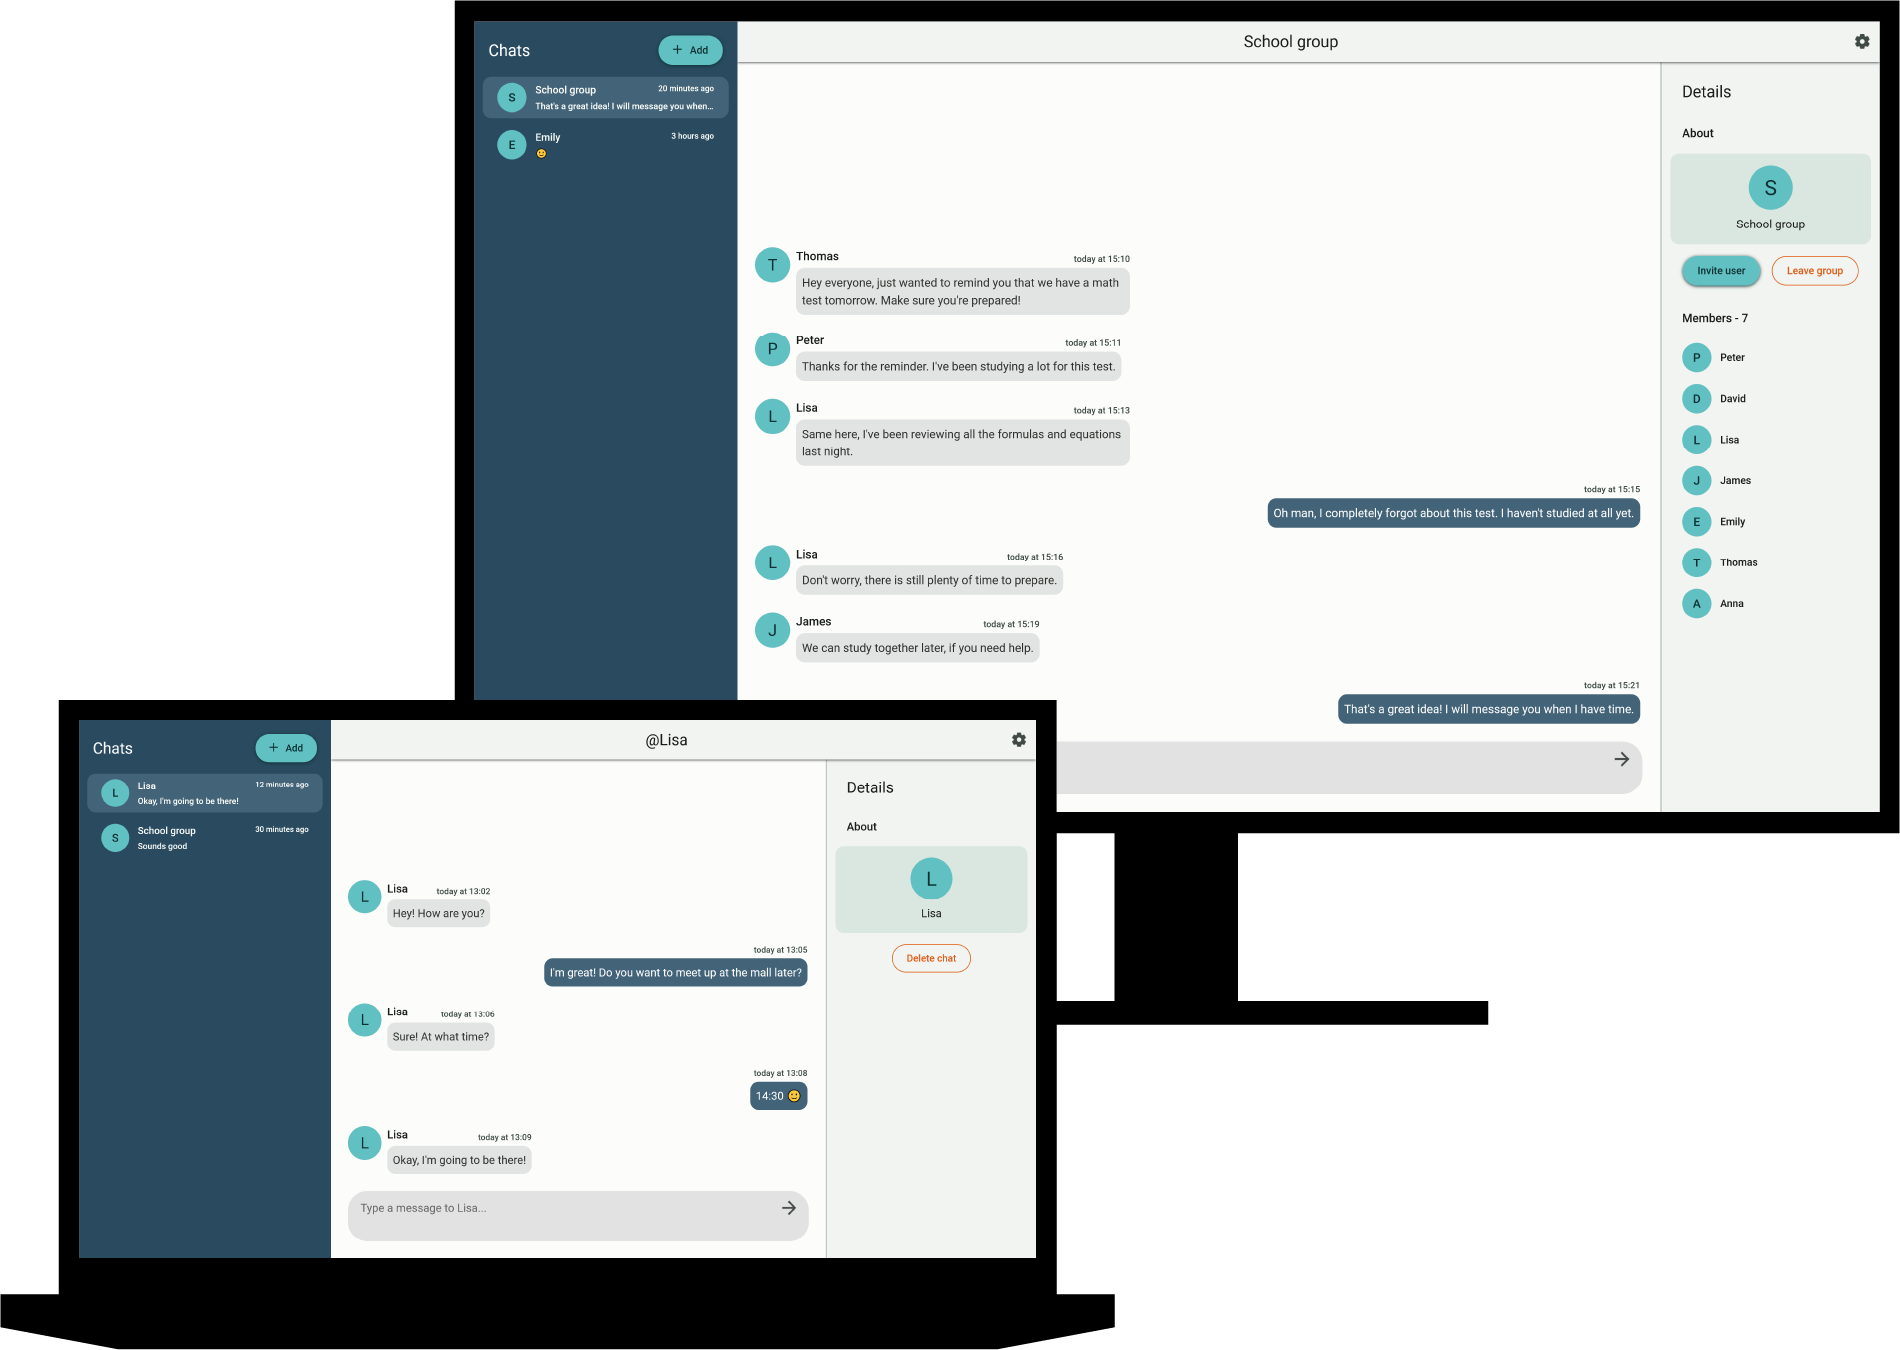 Chats
+ Add
S
School group
20 minutes ago
That's a great idea! I will message you when...
E
Emily
3 hours ago
🙂
School group
T
Thomas
today at 15:10
Hey everyone, just wanted to remind you that we have a math
test tomorrow. Make sure you're prepared!
P
Peter
today at 15:11
Thanks for the reminder. I've been studying a lot for this test.
L
Lisa
today at 15:13
Same here, I've been reviewing all the formulas and equations
last night.
today at 15:15
Oh man, I completely forgot about this test. I haven't studied at all yet.
L
Lisa
today at 15:16
Don't worry, there is still plenty of time to prepare.
J
James
today at 15:19
We can study together later, if you need help.
today at 15:21
That's a great idea! I will message you when I have time.
Details
About
S
School group
Invite user
Leave group
Members - 7
P
Peter
D
David
L
Lisa
J
James
E
Emily
T
Thomas
A
Anna
Chats
+ Add
L
Lisa
12 minutes ago
Okay, I'm going to be there!
S
School group
30 minutes ago
Sounds good
@Lisa
L
Lisa
today at 13:02
Hey! How are you?
today at 13:05
I'm great! Do you want to meet up at the mall later?
L
Lisa
today at 13:06
Sure! At what time?
today at 13:08
14:30 🙂
L
Lisa
today at 13:09
Okay, I'm going to be there!
Type a message to Lisa...
Details
About
L
Lisa
Delete chat